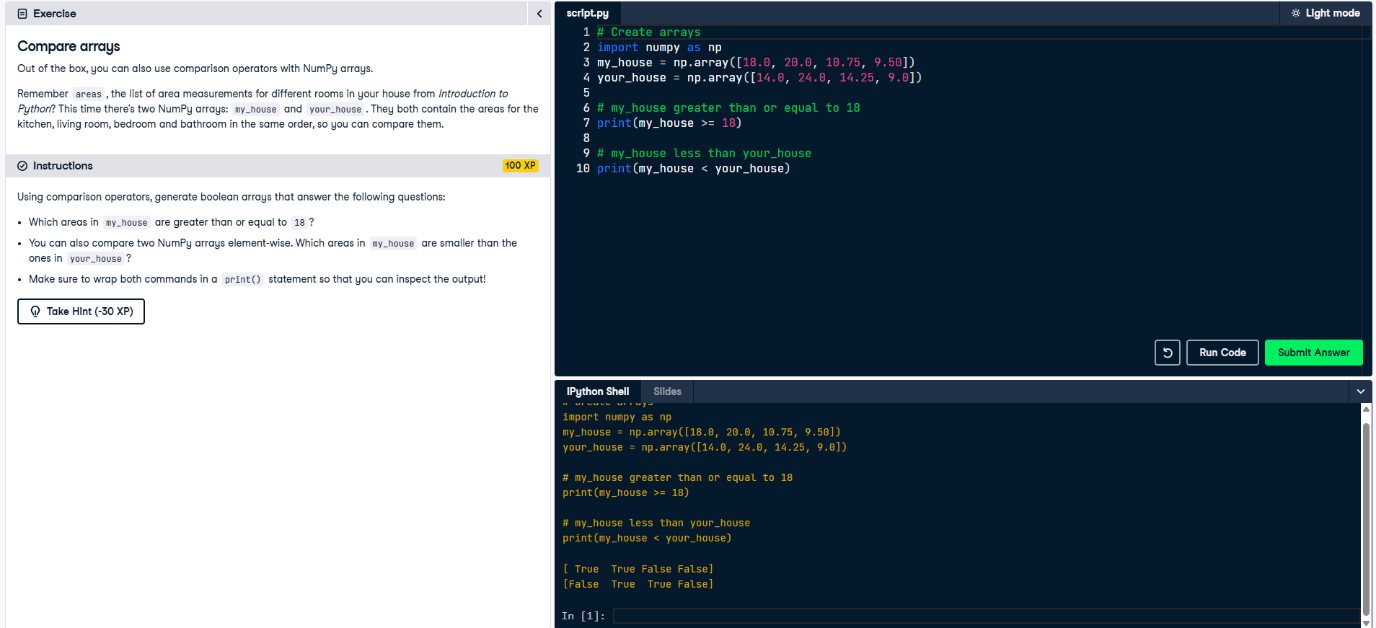 Exercise
Compare arrays
Out of the box, you can also use comparison operators with NumPy arrays.
Remember areas , the list of area measurements for different rooms in your house from Introduction to
Python? This time there's two NumPy arrays: my_house and your_house . They both contain the areas for the
kitchen, living room, bedroom and bathroom in the same order, so you can compare them.
Instructions
100 XP
Using comparison operators, generate boolean arrays that answer the following questions:
• Which areas in my_house are greater than or equal to 18 ?
• You can also compare two NumPy arrays element-wise. Which areas in my_house are smaller than the
ones in your_house ?
• Make sure to wrap both commands in a print() statement so that you can inspect the output!
Take Hint (-30 XP)
script.py
Light mode
1 # Create arrays
2 import numpy as np
3 my_house = np.array([18.0, 20.0, 10.75, 9.50])
4 your_house = np.array([14.0, 24.0, 14.25, 9.0])
5
6 # my_house greater than or equal to 18
7 print(my_house >= 18)
8
9 # my_house less than your_house
10 print(my_house < your_house)
Run Code
Submit Answer
IPython Shell
Slides
# Create arrays
import numpy as np
my_house = np.array([18.0, 20.0, 10.75, 9.50])
your_house = np.array([14.0, 24.0, 14.25, 9.0])
# my_house greater than or equal to 18
print(my_house >= 18)
# my_house less than your_house
print(my_house < your_house)
[ True  True False False]
[False  True  True False]
In [1]: